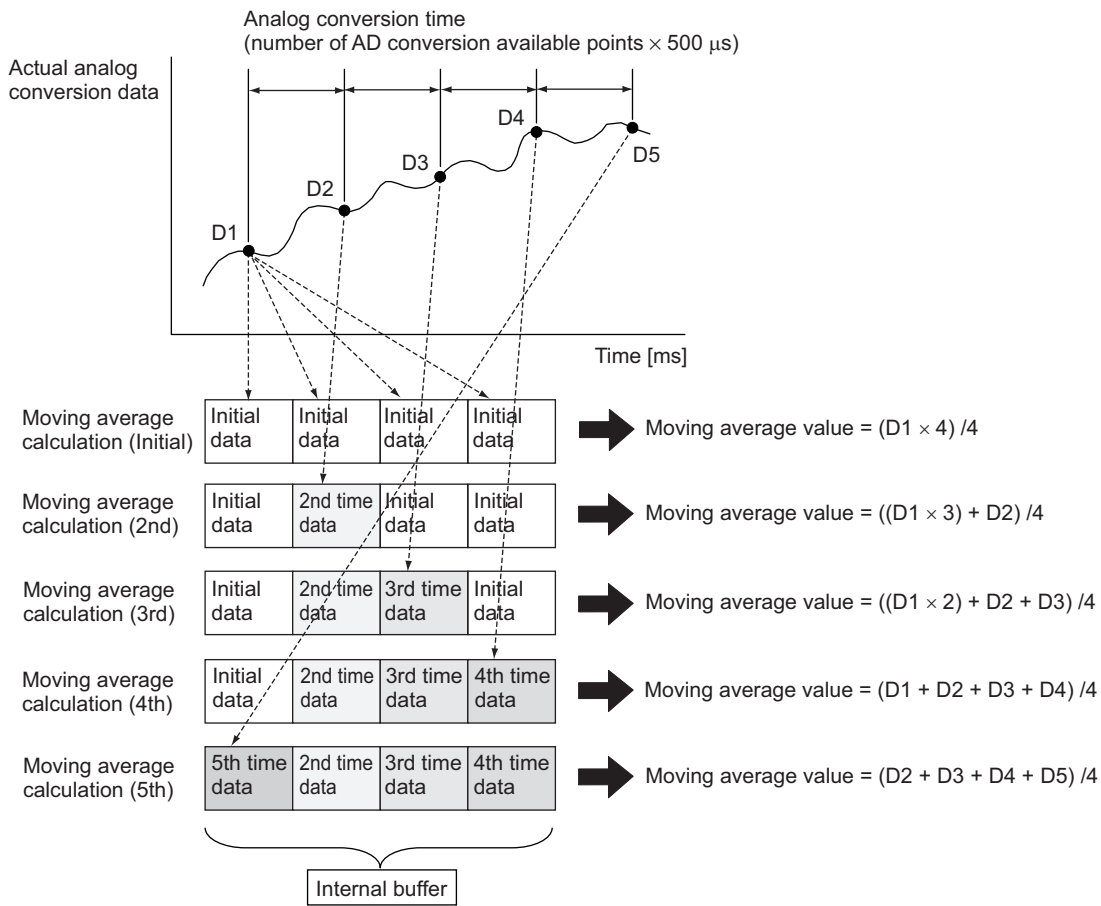 Analog conversion time
(number of AD conversion available points × 500 μs)
Actual analog
conversion data
D1
D2
D3
D4
D5
Time [ms]
Moving average
calculation (Initial)
Initial
data
Initial
data
Initial
data
Initial
data
Moving average value = (D1 × 4) /4
Moving average
calculation (2nd)
Initial
data
2nd time
data
Initial
data
Initial
data
Moving average value = ((D1 × 3) + D2) /4
Moving average
calculation (3rd)
Initial
data
2nd time
data
3rd time
data
Initial
data
Moving average value = ((D1 × 2) + D2 + D3) /4
Moving average
calculation (4th)
Initial
data
2nd time
data
3rd time
data
4th time
data
Moving average value = (D1 + D2 + D3 + D4) /4
Moving average
calculation (5th)
5th time
data
2nd time
data
3rd time
data
4th time
data
Moving average value = (D2 + D3 + D4 + D5) /4
Internal buffer